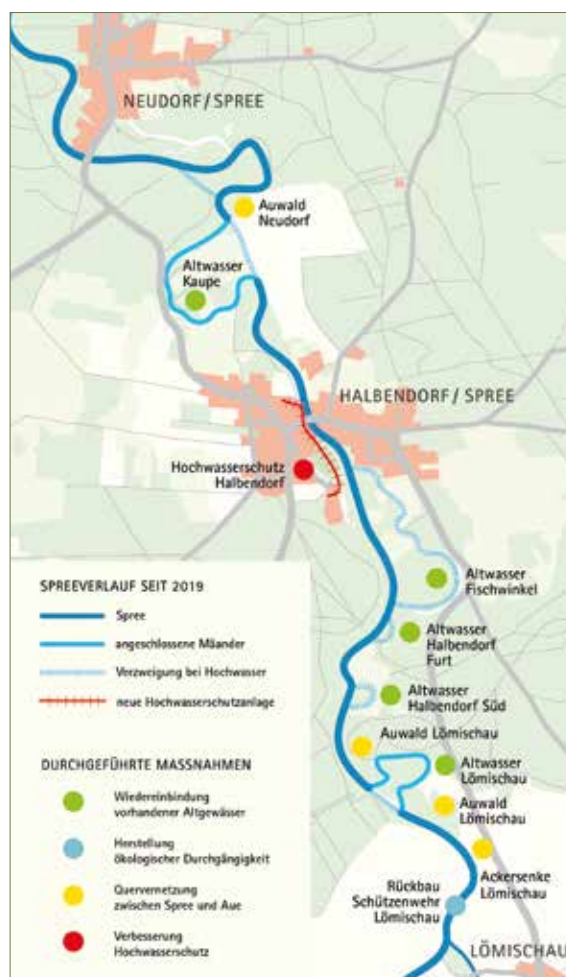 NEUDORF/SPREE
Auwald
Neudorf
Altwasser
Kaupe
HALBENDORF/SPREE
Hochwasserschutz
Halbendorf
Altwasser
Fischwinkel
Altwasser
Halbendorf
Furt
Altwasser
Halbendorf Süd
Auwald Lömischau
Altwasser
Lömischau
Auwald
Lömischau
Ackersenke
Lömischau
Rückbau
Schützenwehr
Lömischau
LÖMISCHAU
SPREEVERLAUF SEIT 2019
Spree
angeschlossene Mäander
Verzweigung bei Hochwasser
neue Hochwasserschutzanlage
DURCHGEFÜHRTE MASSNAHMEN
Wiedereinbindung
vorhandener Altgewässer
Herstellung
ökologischer Durchgängigkeit
Quervernetzung
zwischen Spree und Aue
Verbesserung
Hochwasserschutz